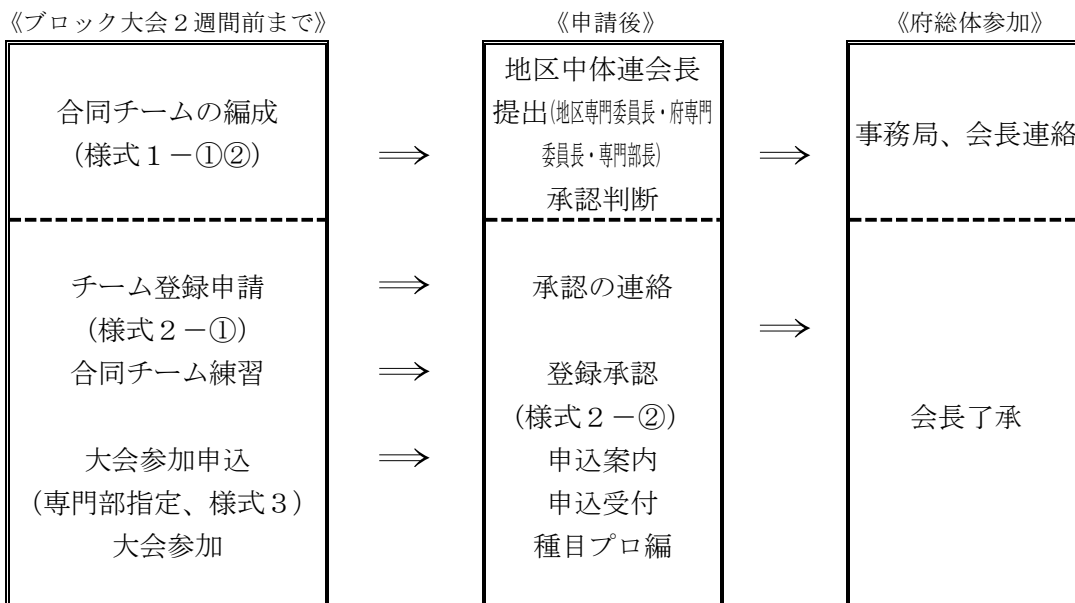 《ブロック大会２週間前まで》
合同チームの編成
(様式１－①②)
⇒
チーム登録申請
(様式２－①)
合同チーム練習
大会参加申込
(専門部指定、様式３)
大会参加
⇒
⇒
⇒
《申請後》
地区中体連会長
提出(地区専門委員長・府専門
委員長・専門部長)
承認判断
承認の連絡
登録承認
(様式２－②)
申込案内
申込受付
種目プロ編
⇒
⇒
《府総体参加》
事務局、会長連絡
会長了承